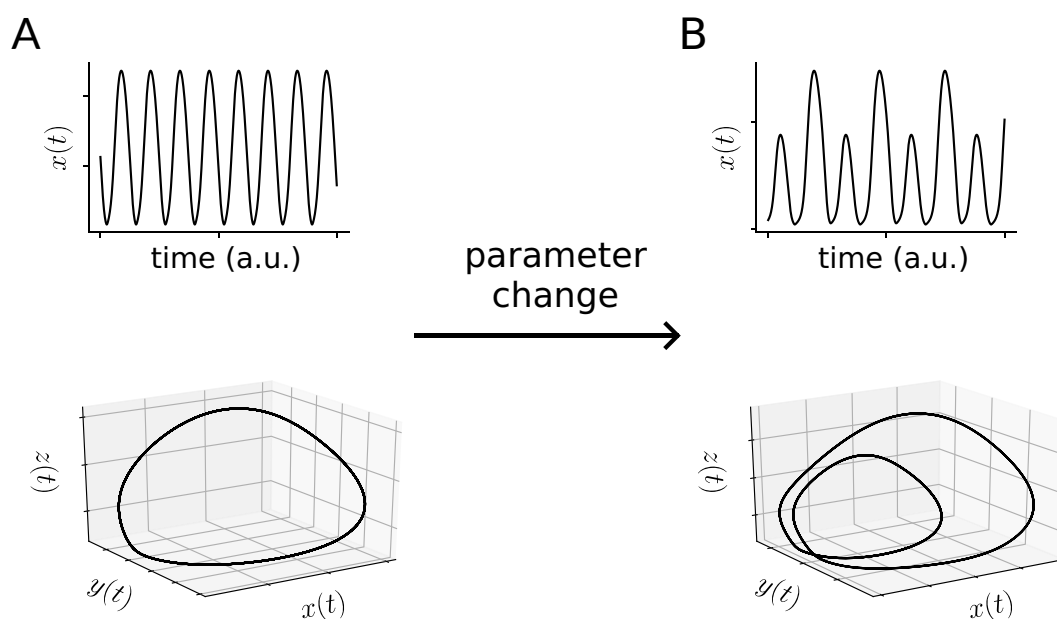 A
x(t)
time (a.u.)
z(t)
y(t)
x(t)
parameter
change
B
x(t)
time (a.u.)
z(t)
y(t)
x(t)